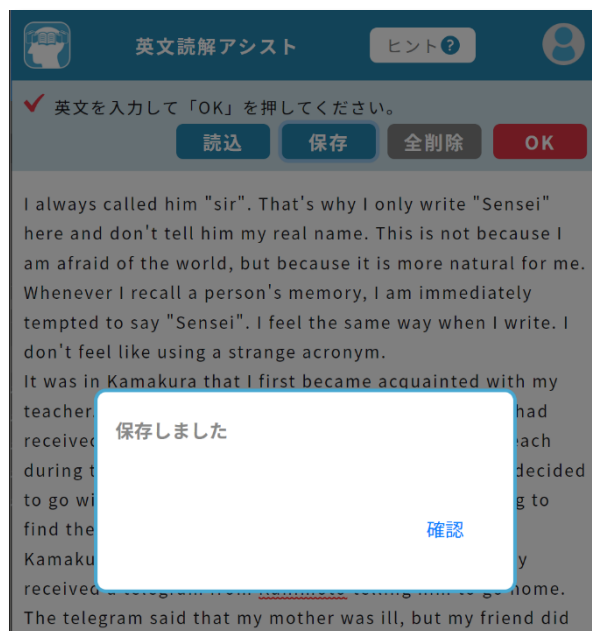 英文読解アシスト
ヒント?
✓ 英文を入力して「OK」を押してください。
読込 保存 全削除 OK
I always called him "sir". That's why I only write "Sensei"
here and don't tell him my real name. This is not because I
am afraid of the world, but because it is more natural for me.
Whenever I recall a person's memory, I am immediately
tempted to say "Sensei". I feel the same way when I write. I
don't feel like using a strange acronym.
It was in Kamakura that I first became acquainted with my
teacher had
received each
during decided
to go to
find the
received a telegram from telling him to go home.
The telegram said that my mother was ill, but my friend did
保存しました
確認